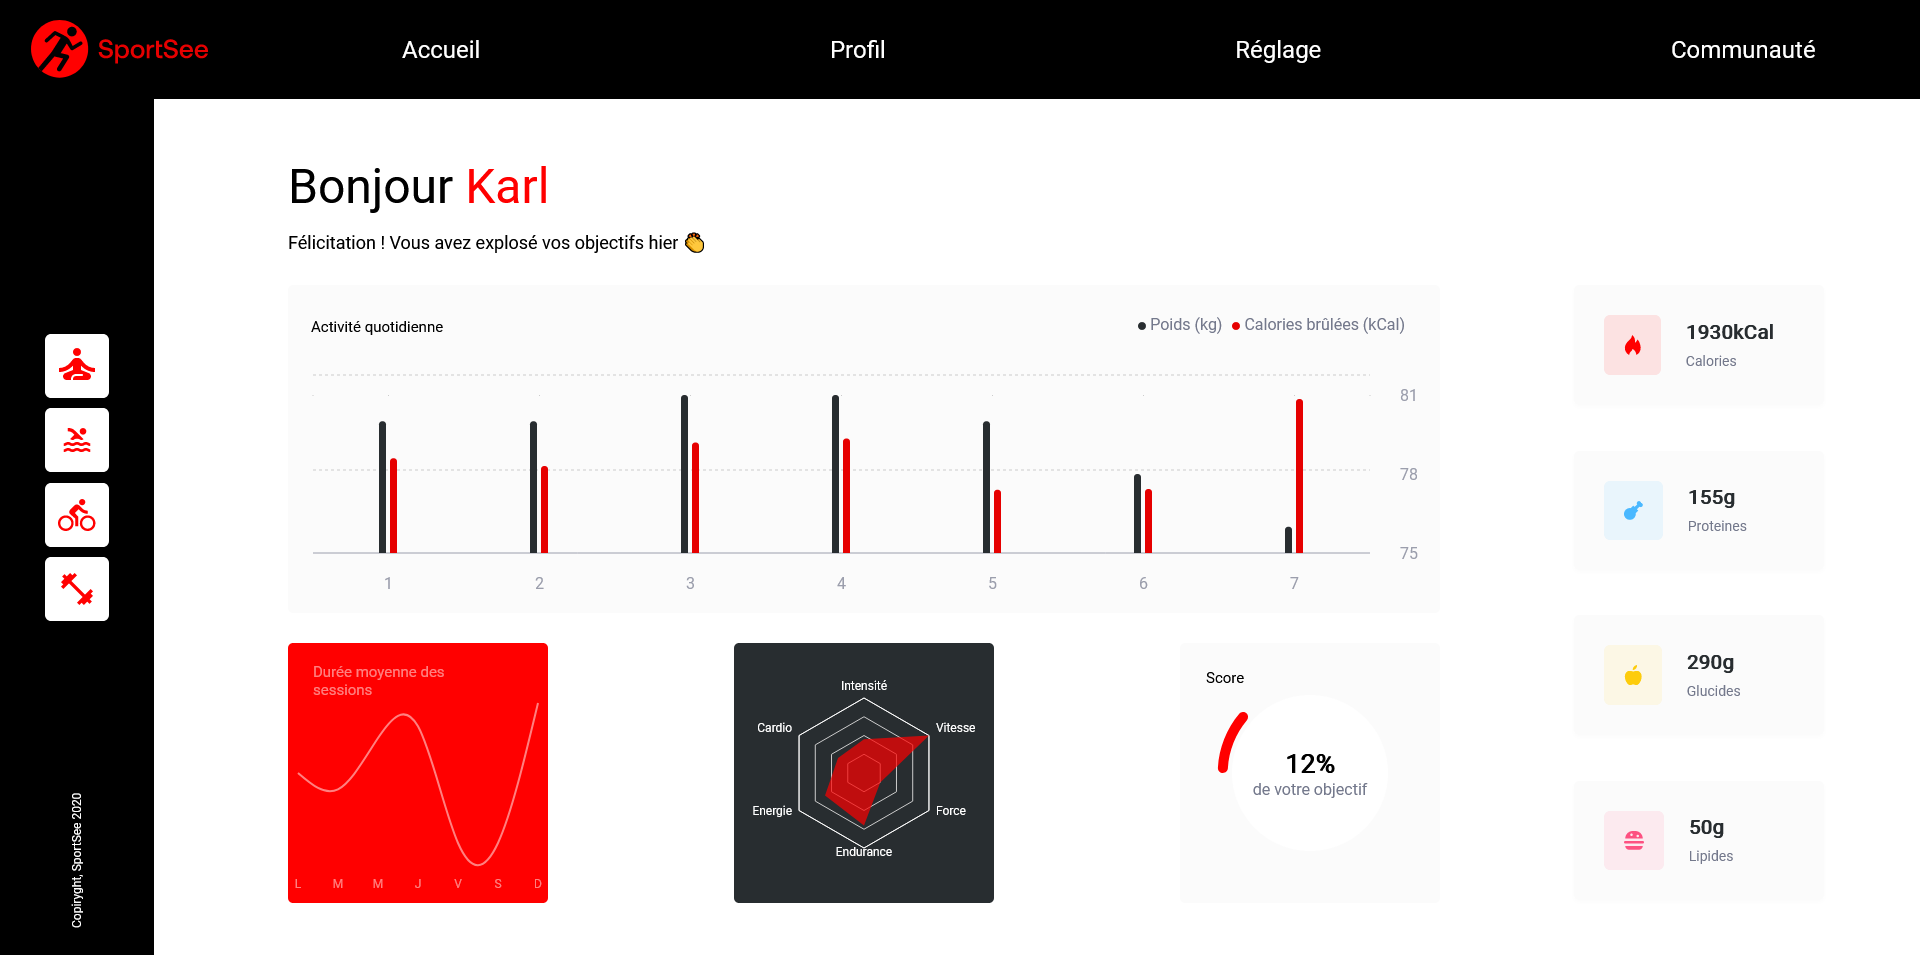 SportSee
Accueil
Profil
Réglage
Communauté
Bonjour Karl
Félicitation ! Vous avez explosé vos objectifs hier 👏
Activité quotidienne
Poids (kg)
Calories brûlées (kCal)
81
78
75
1
2
3
4
5
6
7
1930kCal
Calories
155g
Proteines
290g
Glucides
50g
Lipides
Durée moyenne des
sessions
L
M
M
J
V
S
D
Intensité
Vitesse
Force
Endurance
Energie
Cardio
Score
12%
de votre objectif
Copiryght, SportSee 2020